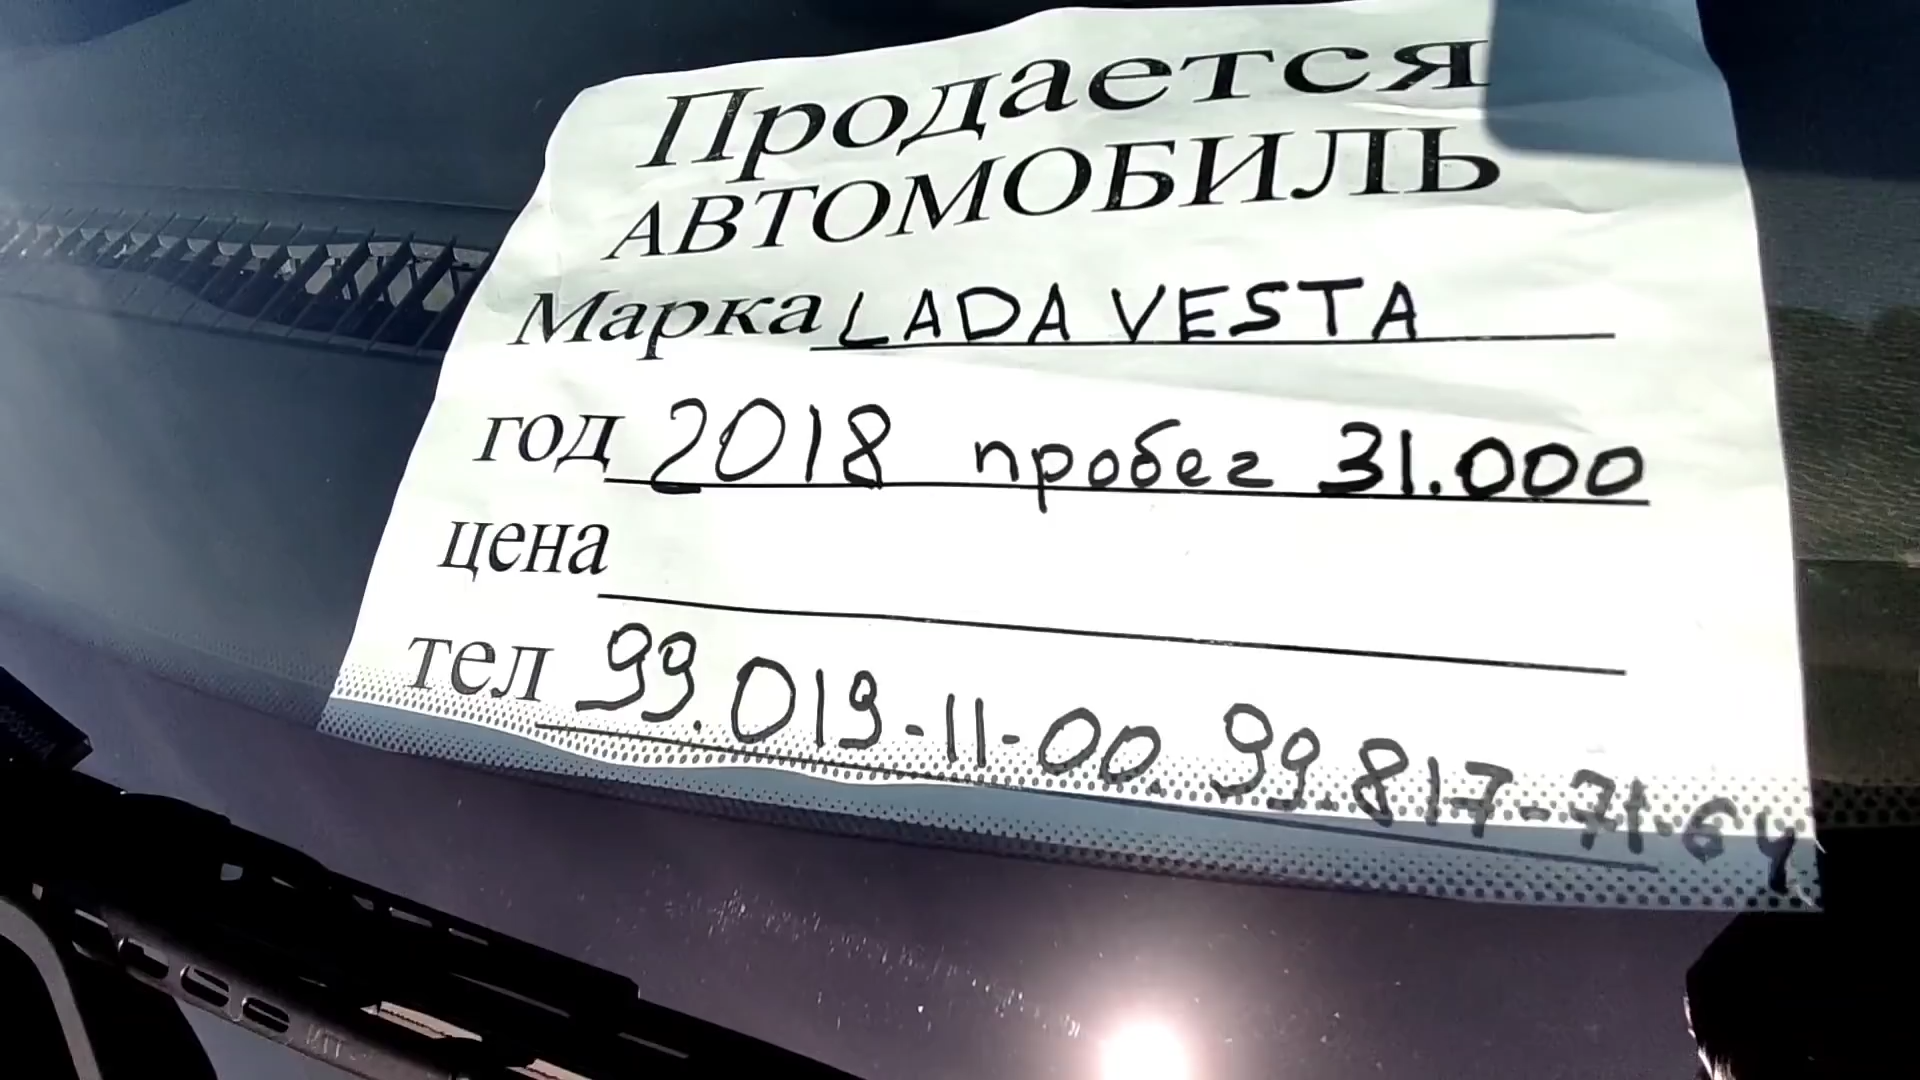 Продается
АВТОМОБИЛЬ
Марка LADA VESTA
год 2018 пробег 31.000
цена
тел 99.019-11-00. 99.817-71.64